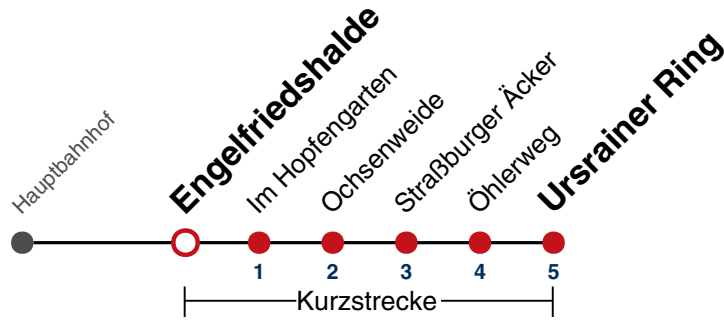 Hauptbahnhof
Engelfriedshalde
Im Hopfengarten
Ochsenweide
Straßburger Äcker
Öhlerweg
Ursrainer Ring
1 2 3 4 5
Kurzstrecke